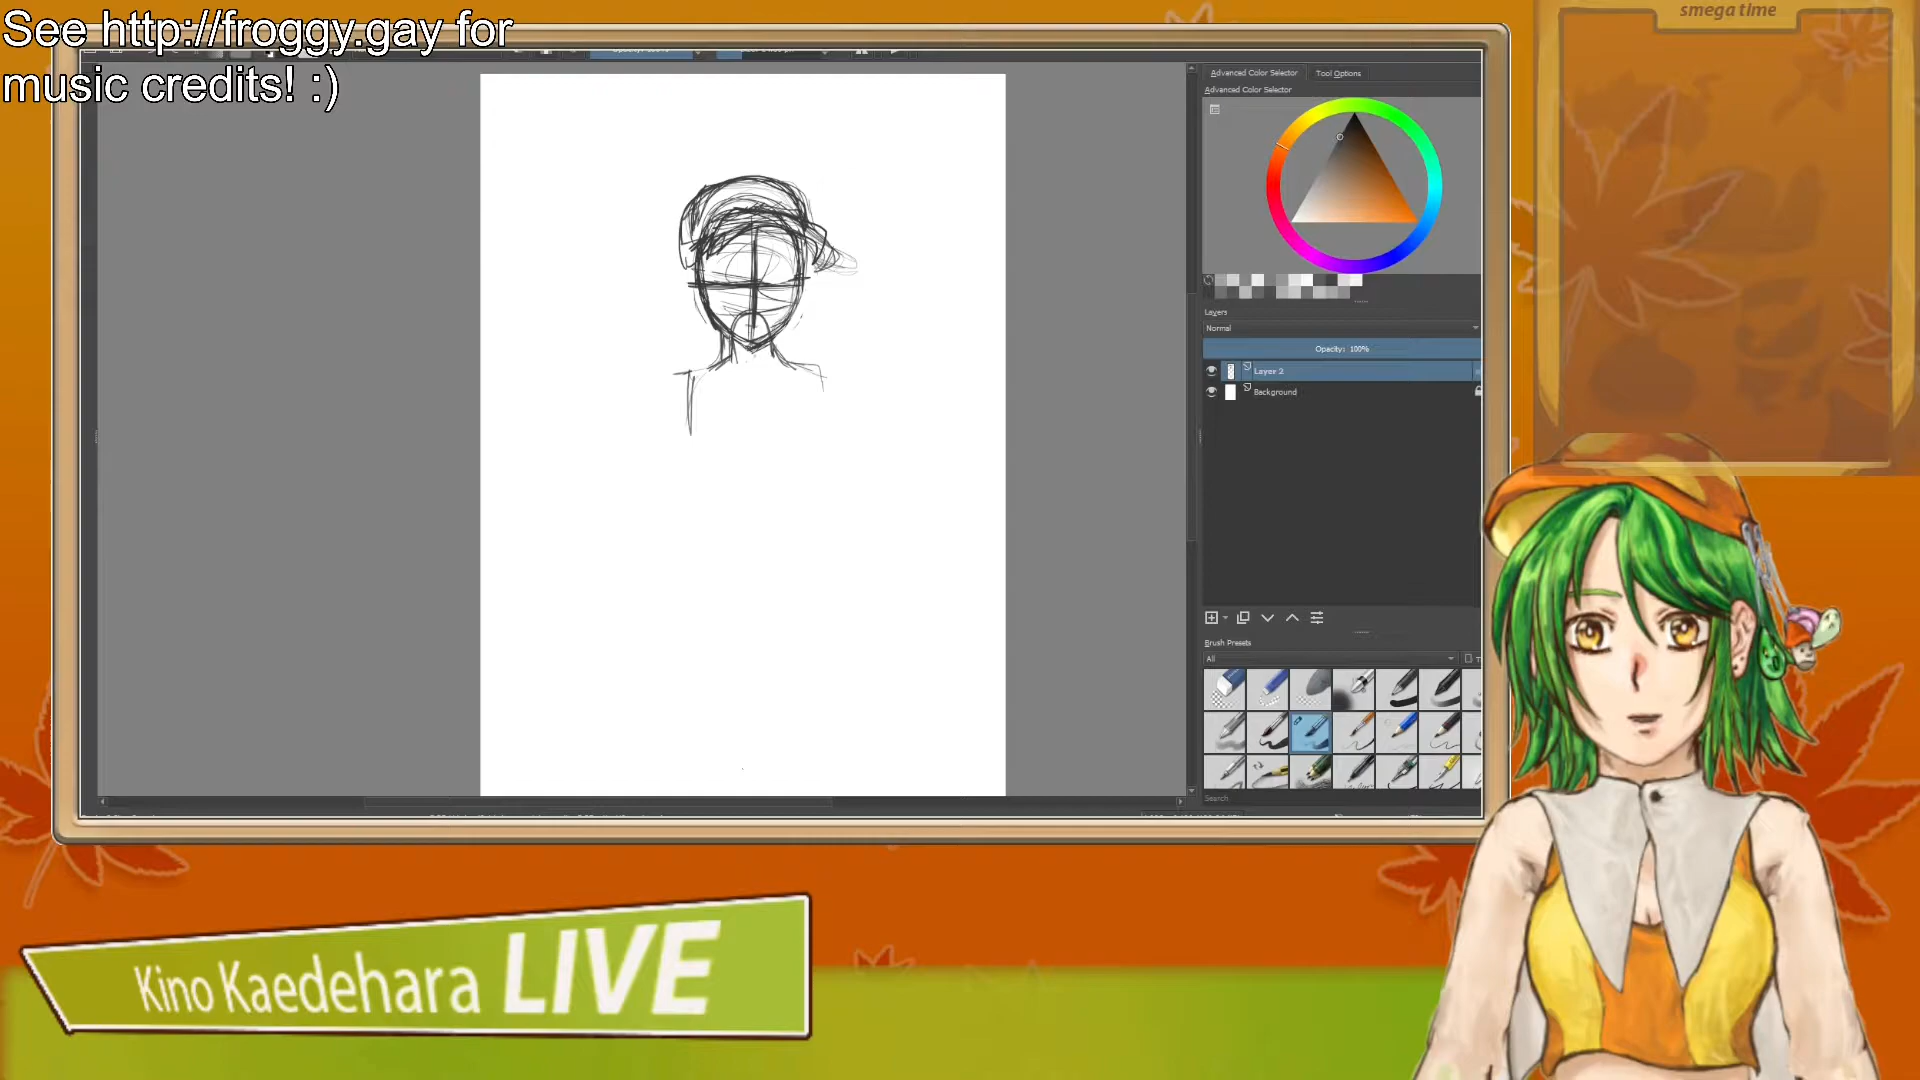 See http://froggy.gay for
music credits! :)
smega time
Advanced Color Selector
Tool Options
Advanced Color Selector
Layers
Normal
Opacity: 100%
Layer 2
Background
Brush Presets
All
Search
Kino Kaedehara LIVE